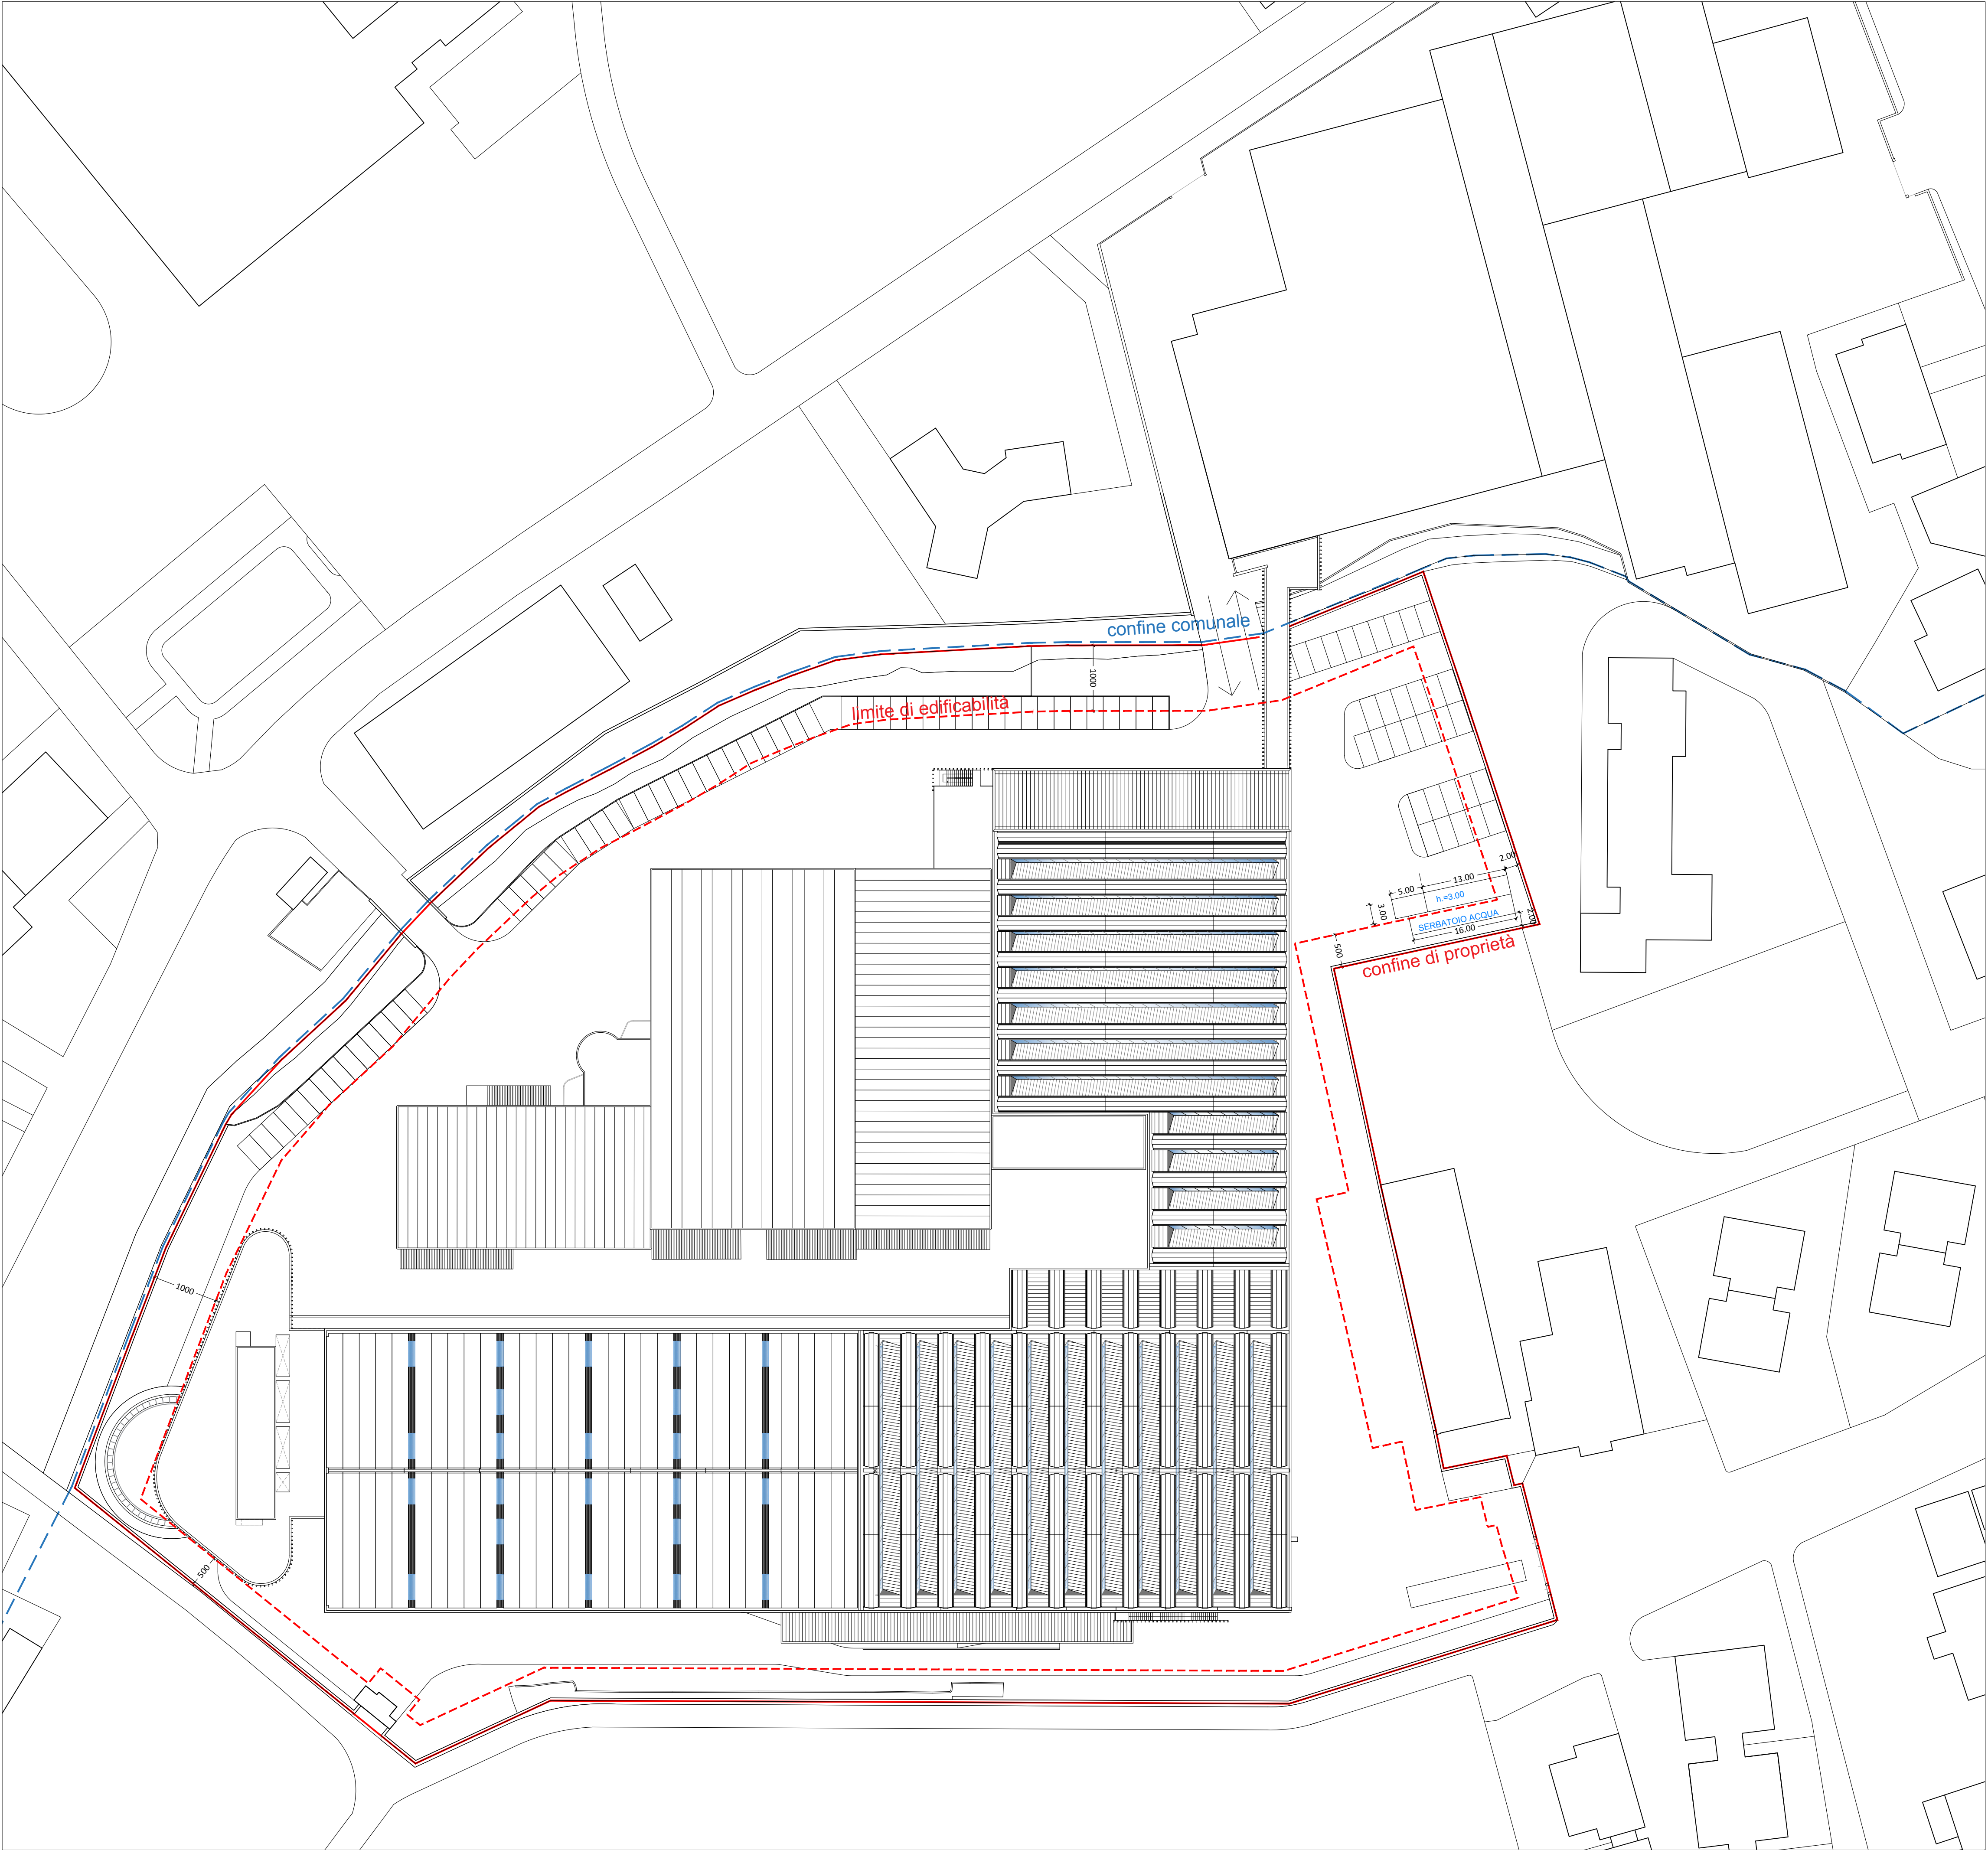 confine comunale
1000
limite di edificabilità
2.00
13.00
5.00
h.=3.00
3.00
SERBATOIO ACQUA
2.00
16.00
500
confine di proprietà
1000
500